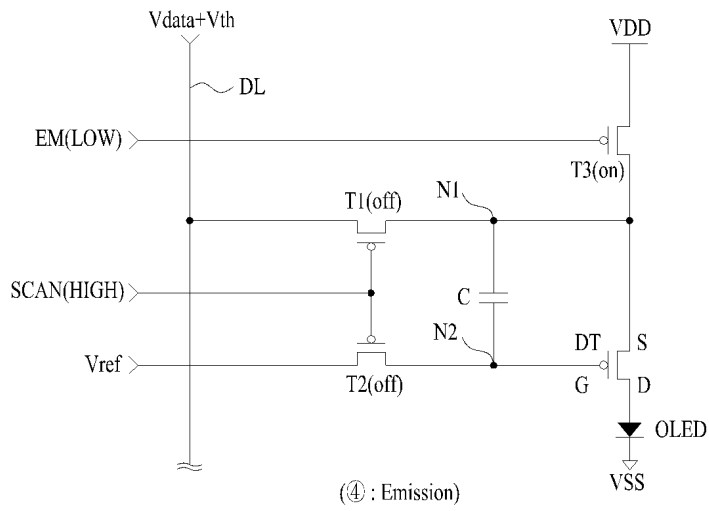 Vdata+Vth
VDD
DL
EM(LOW)
T3(on)
N1
T1(off)
SCAN(HIGH)
C
N2
DT
S
Vref
G
D
T2(off)
OLED
VSS
(④ : Emission)